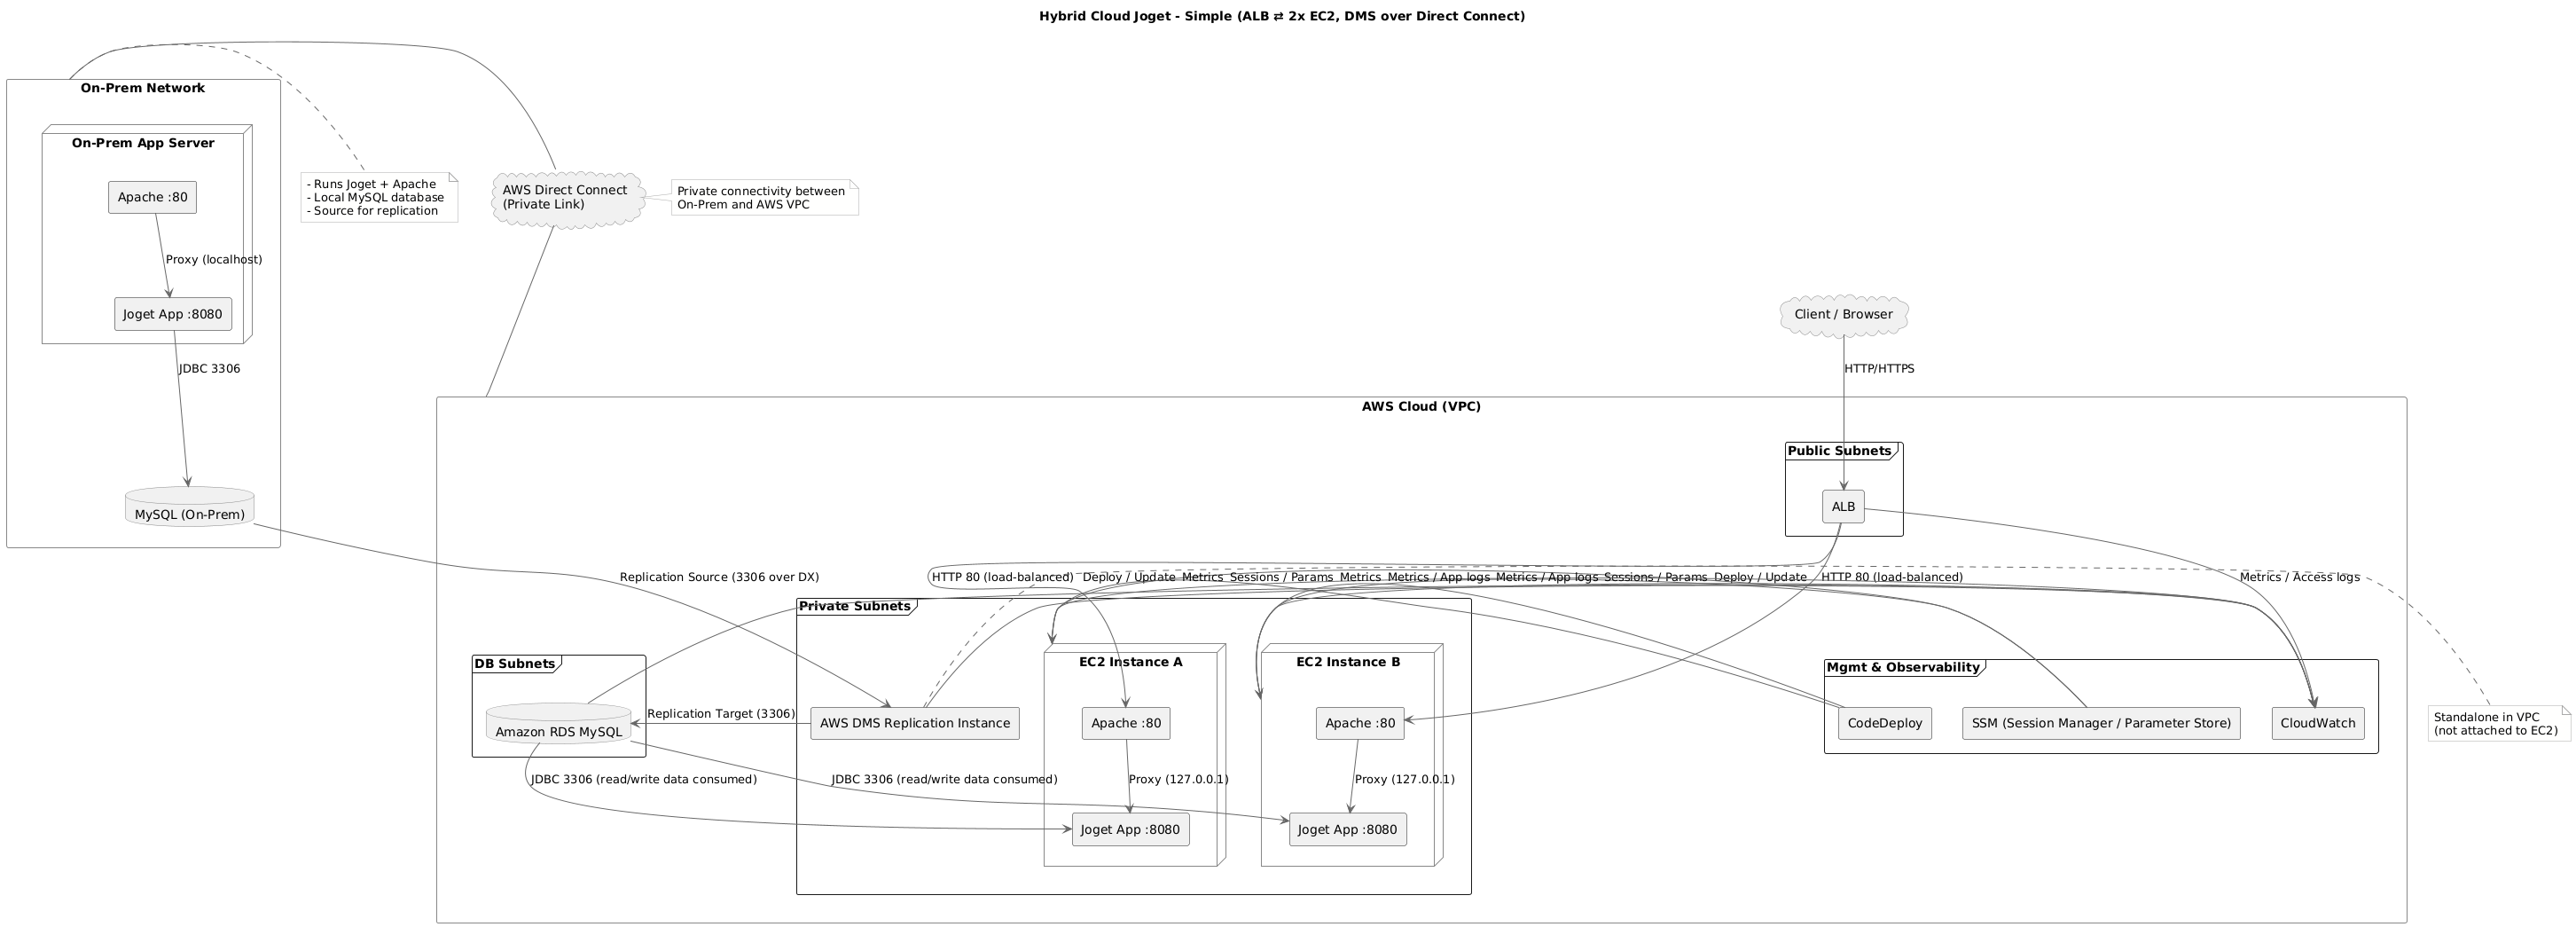 Hybrid Cloud Joget - Simple (ALB ⇄ 2x EC2, DMS over Direct Connect)
On-Prem Network
On-Prem App Server
Apache :80
Proxy (localhost)
Joget App :8080
JDBC 3306
MySQL (On-Prem)
- Runs Joget + Apache
- Local MySQL database
- Source for replication
AWS Direct Connect
(Private Link)
Private connectivity between
On-Prem and AWS VPC
Client / Browser
HTTP/HTTPS
AWS Cloud (VPC)
Public Subnets
ALB
Replication Source (3306 over DX)
HTTP 80 (load-balanced)
Deploy / Update
Metrics
Sessions / Params
Metrics
Metrics / App logs
Metrics / App logs
Sessions / Params
Deploy / Update
HTTP 80 (load-balanced)
Metrics / Access logs
Private Subnets
DB Subnets
Amazon RDS MySQL
Replication Target (3306)
AWS DMS Replication Instance
EC2 Instance A
Apache :80
Proxy (127.0.0.1)
Joget App :8080
EC2 Instance B
Apache :80
Proxy (127.0.0.1)
Joget App :8080
JDBC 3306 (read/write data consumed)
JDBC 3306 (read/write data consumed)
Mgmt & Observability
CodeDeploy
SSM (Session Manager / Parameter Store)
CloudWatch
Standalone in VPC
(not attached to EC2)